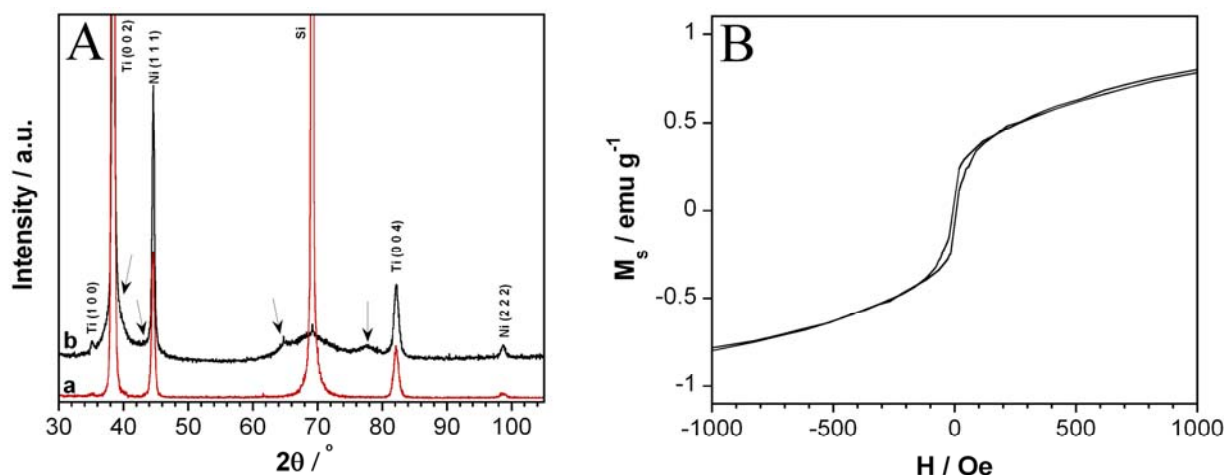 A
Ti (1 0 0)
Ti (0 0 2)
Ni (1 1 1)
Si
Ti (0 0 4)
Ni (2 2 2)
b
a
Intensity / a.u.
30 40 50 60 70 80 90 100
2θ / °
B
1
0.5
0
-0.5
-1
M s / emu g-1
-1000 -500 0 500 1000
H / Oe